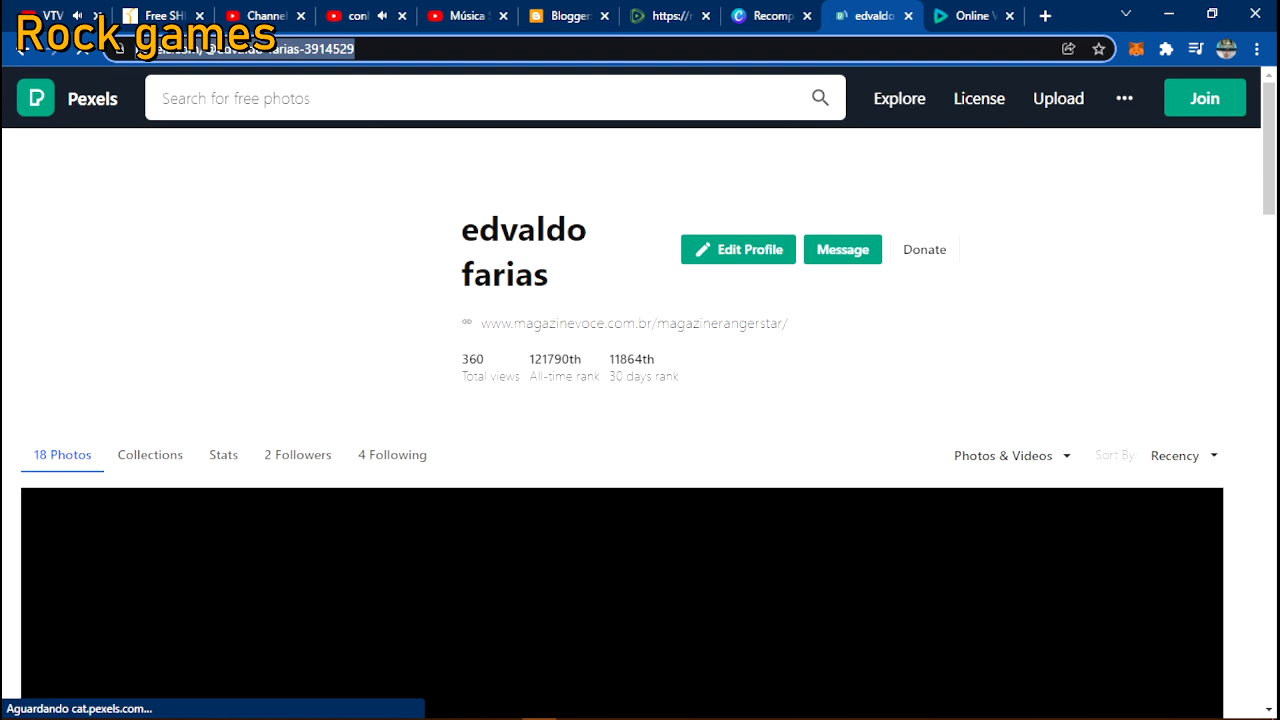 VTV
Free SH
Channel
conl
Música S
Blogger:
https://r
Recomp
edvaldo
Online V
Rock games
farias-3914529
Pexels
Search for free photos
Explore
License
Upload
Join
edvaldo
farias
Edit Profile
Message
Donate
www.magazinevoce.com.br/magazinerangerstar/
360 121790th 11864th
Total views All-time rank 30 days rank
18 Photos Collections Stats 2 Followers 4 Following
Photos & Videos Sort By: Recency
Aguardando cat.pexels.com...